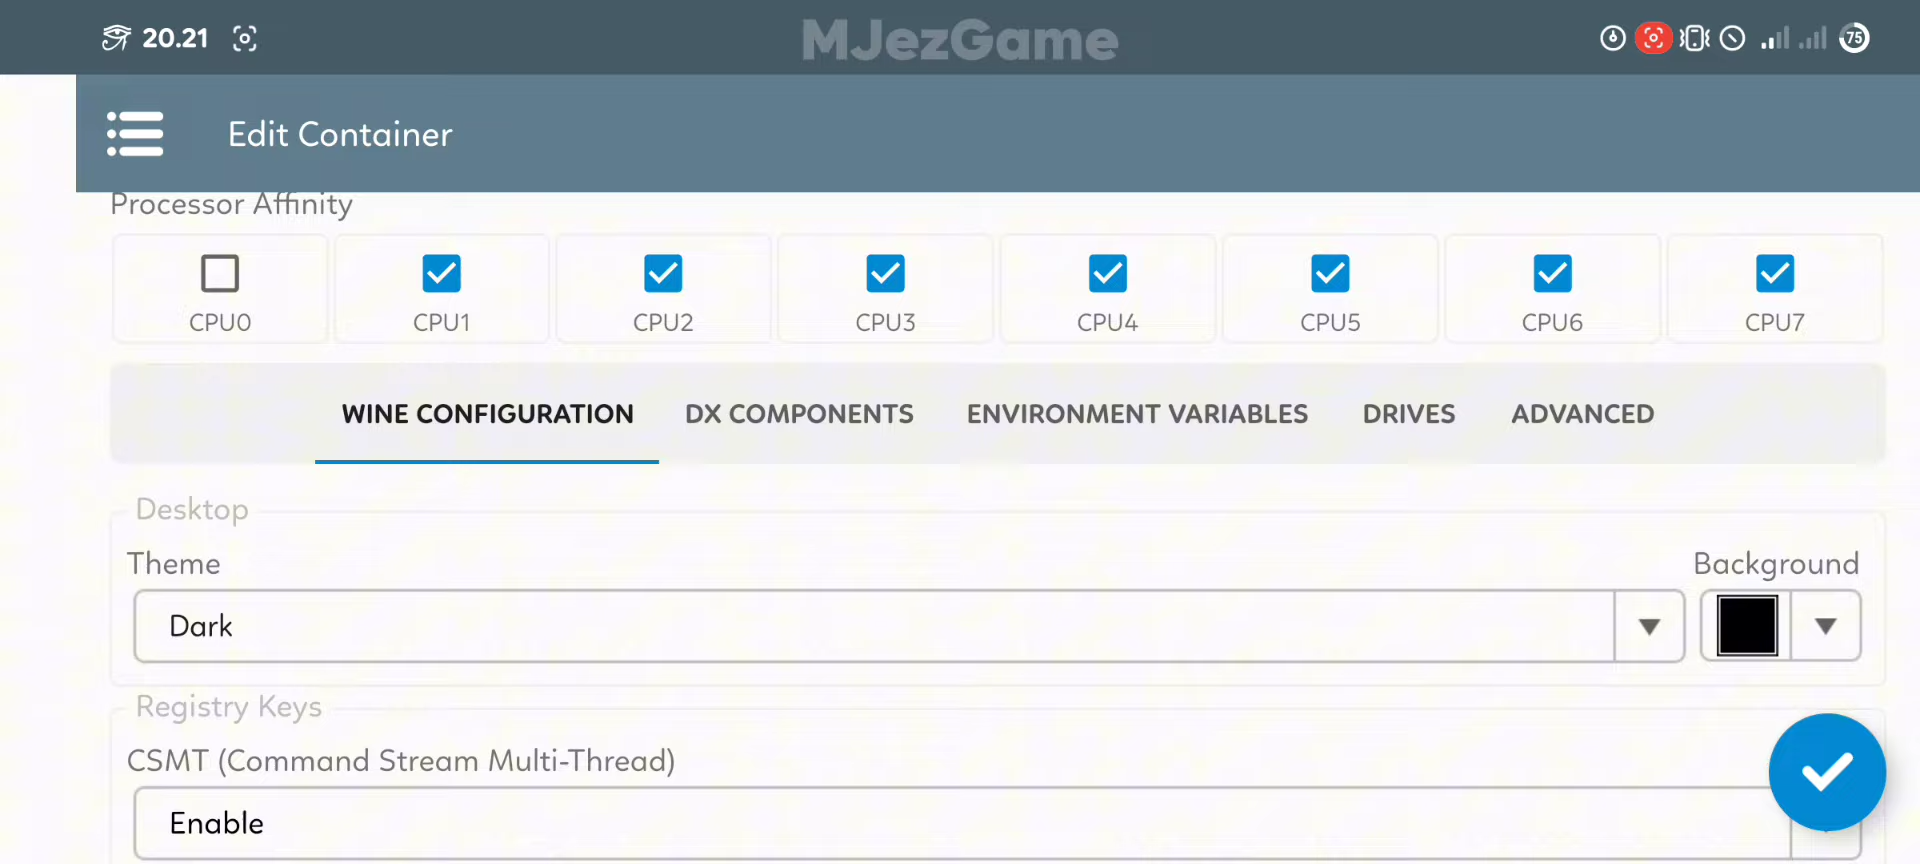 20.21
MJezGame
75
Edit Container
Processor Affinity
CPU0 CPU1 CPU2 CPU3 CPU4 CPU5 CPU6 CPU7
WINE CONFIGURATION DX COMPONENTS ENVIRONMENT VARIABLES DRIVES ADVANCED
Desktop
Theme Background
Dark
Registry Keys
CSMT (Command Stream Multi-Thread)
Enable